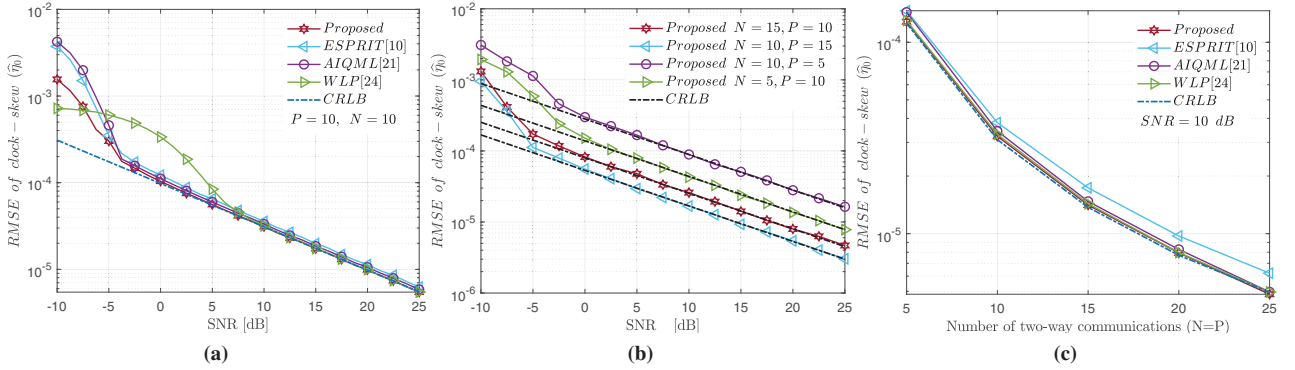 RMSE of clock-skew (η̂₀)
10^-2
10^-3
10^-4
10^-5
-10 -5 0 5 10 15 20 25
SNR [dB]
Proposed
ESPRIT[10]
AIQML[21]
WLP[24]
CRLB
P = 10, N = 10
(a)
RMSE of clock-skew (η̂₀)
10^-2
10^-3
10^-4
10^-5
10^-6
-10 -5 0 5 10 15 20 25
SNR [dB]
Proposed N = 15, P = 10
Proposed N = 10, P = 15
Proposed N = 10, P = 5
Proposed N = 5, P = 10
CRLB
(b)
RMSE of clock-skew (η̂₀)
10^-4
10^-5
5 10 15 20 25
Number of two-way communications (N=P)
Proposed
ESPRIT[10]
AIQML[21]
WLP[24]
CRLB
SNR = 10 dB
(c)